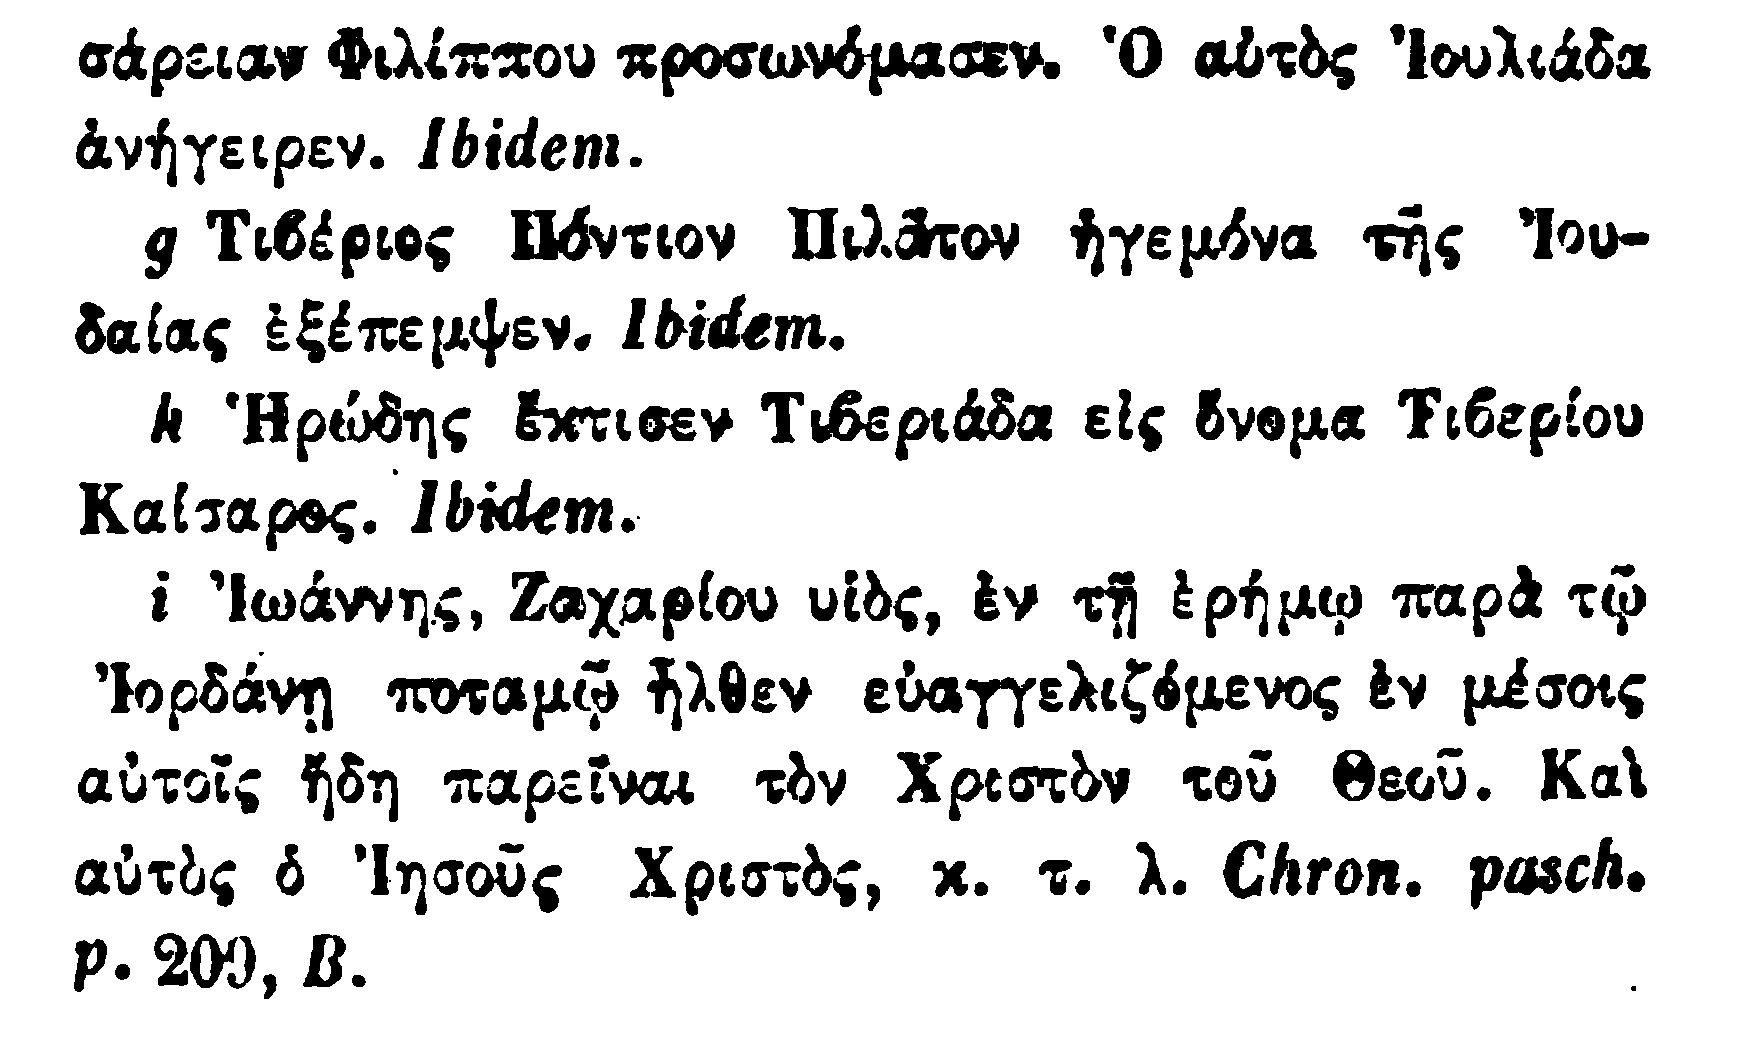 σάρειαν Φιλίππου προσωνόμασεν. Ὁ αὐτὸς Ἰουλιάδα
ἀνήγειρεν. Ibidem.
g Τιβέριος Πόντιον Πιλᾶτον ἡγεμόνα τῆς Ἰου-
δαίας ἐξέπεμψεν. Ibidem.
h Ἡρώδης ἔκτισεν Τιβεριάδα εἰς ὄνομα Τιβερίου
Καίσαρος. Ibidem.
i Ἰωάννης, Ζαχαρίου υἱὸς, ἐν τῇ ἐρήμῳ παρὰ τῷ
Ἰορδάνῃ ποταμῷ ἦλθεν εὐαγγελιζόμενος ἐν μέσοις
αὐτοῖς ἤδη παρεῖναι τὸν Χριστὸν τοῦ Θεοῦ. Καὶ
αὐτὸς ὁ Ἰησοῦς Χριστὸς, κ. τ. λ. Chron. pasch.
p. 209, B.